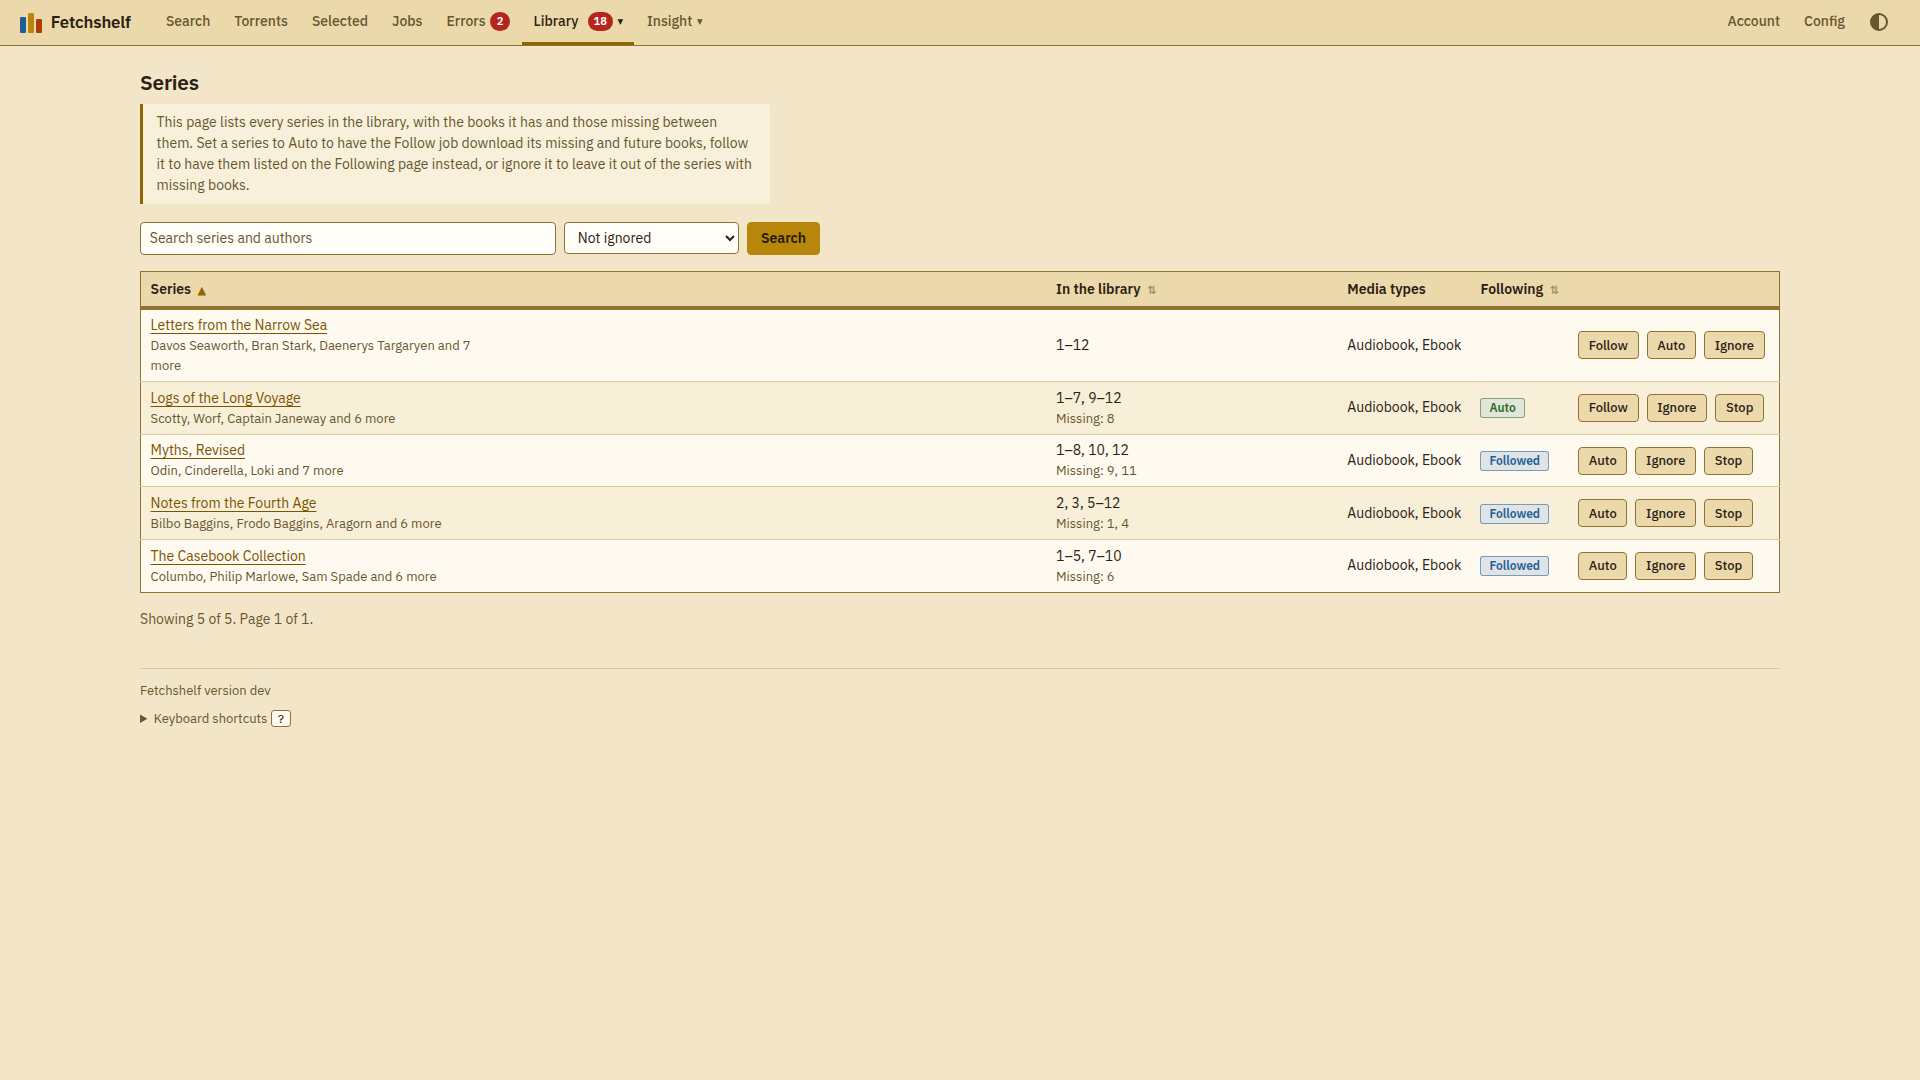 Fetchshelf Search Torrents Selected Jobs Errors 2 Library 18 ▾ Insight ▾ Account Config
Series
This page lists every series in the library, with the books it has and those missing between
them. Set a series to Auto to have the Follow job download its missing and future books, follow
it to have them listed on the Following page instead, or ignore it to leave it out of the series with
missing books.
Search series and authors Not ignored Search
Series ▲ In the library ⇅ Media types Following ⇅
Letters from the Narrow Sea
Davos Seaworth, Bran Stark, Daenerys Targaryen and 7
more
1–12 Audiobook, Ebook Follow Auto Ignore
Logs of the Long Voyage
Scotty, Worf, Captain Janeway and 6 more
1–7, 9–12
Missing: 8
Audiobook, Ebook Auto Follow Ignore Stop
Myths, Revised
Odin, Cinderella, Loki and 7 more
1–8, 10, 12
Missing: 9, 11
Audiobook, Ebook Followed Auto Ignore Stop
Notes from the Fourth Age
Bilbo Baggins, Frodo Baggins, Aragorn and 6 more
2, 3, 5–12
Missing: 1, 4
Audiobook, Ebook Followed Auto Ignore Stop
The Casebook Collection
Columbo, Philip Marlowe, Sam Spade and 6 more
1–5, 7–10
Missing: 6
Audiobook, Ebook Followed Auto Ignore Stop
Showing 5 of 5. Page 1 of 1.
Fetchshelf version dev
▶ Keyboard shortcuts ?